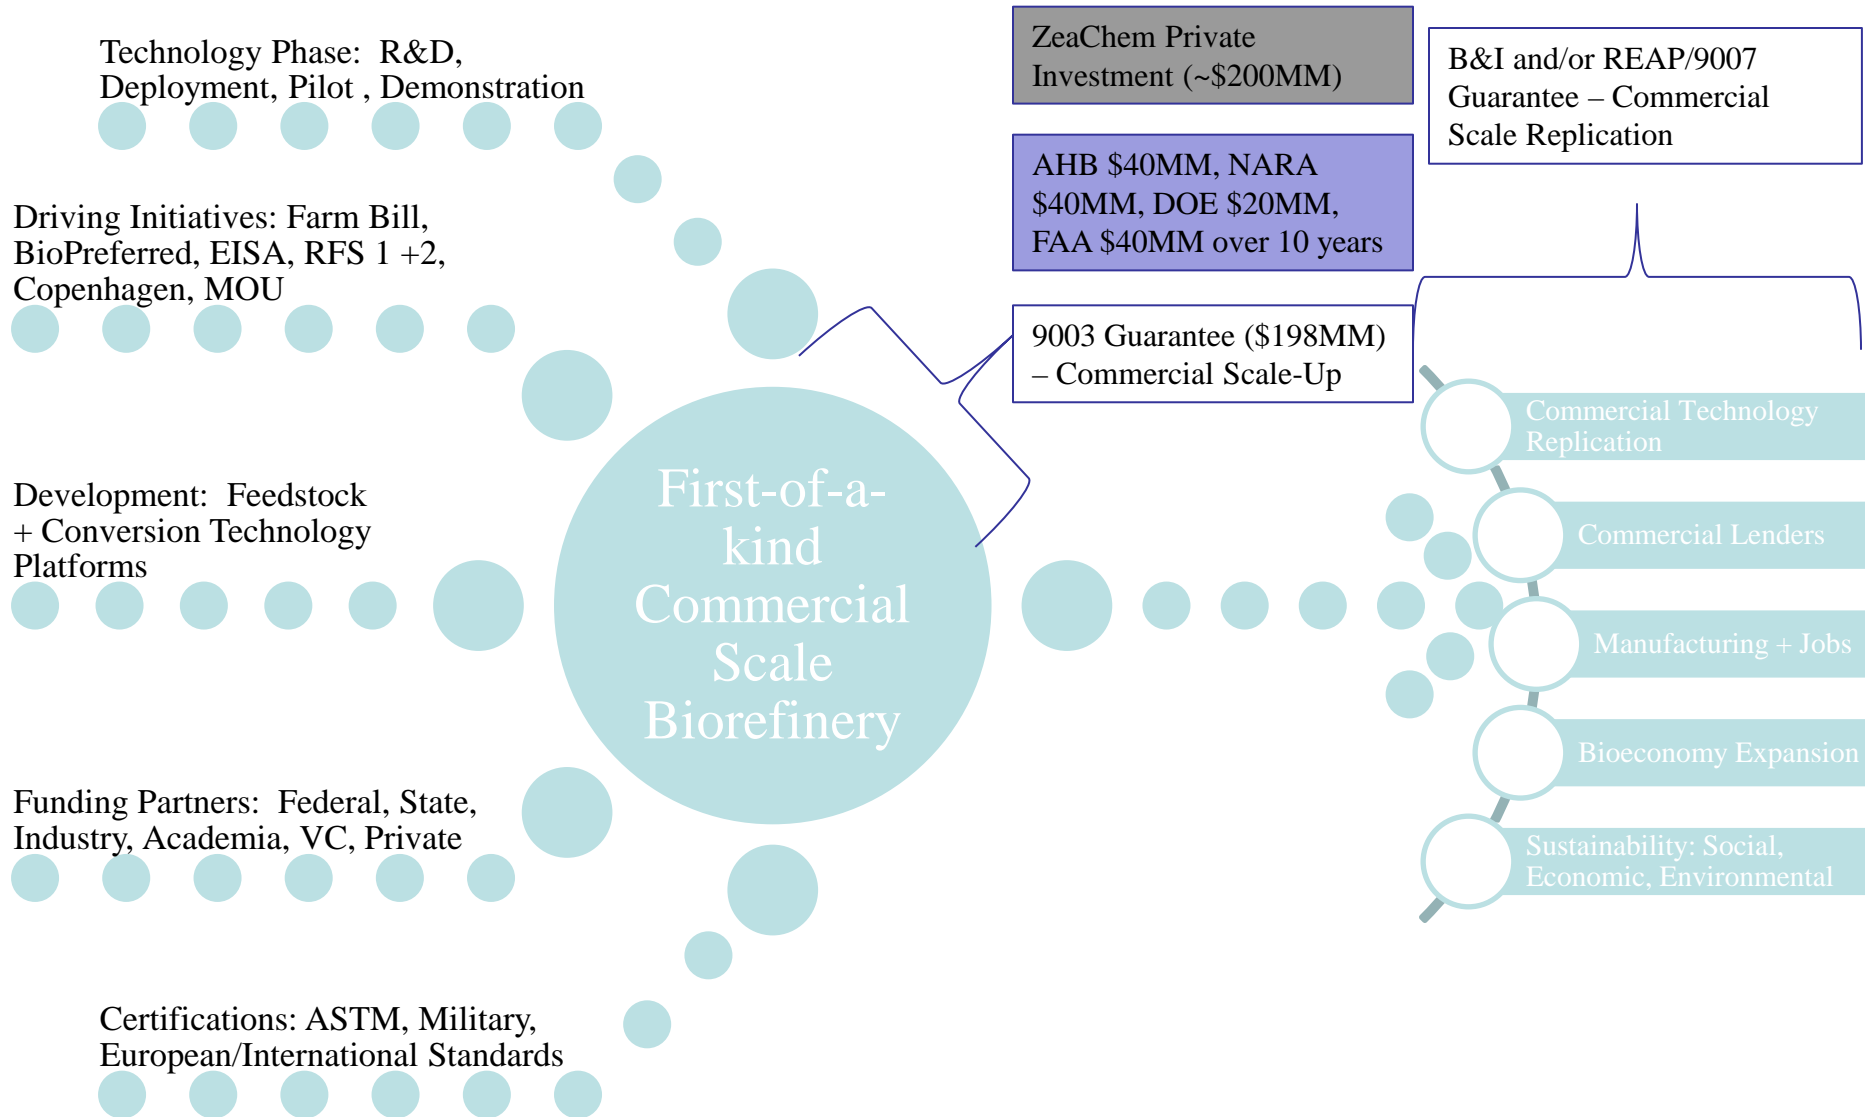 Technology Phase:  R&D,
Deployment, Pilot , Demonstration
Driving Initiatives: Farm Bill,
BioPreferred, EISA, RFS 1 +2,
Copenhagen, MOU
Development:  Feedstock
+ Conversion Technology
Platforms
Funding Partners:  Federal, State,
Industry, Academia, VC, Private
Certifications: ASTM, Military,
European/International Standards
First-of-a-
kind
Commercial
Scale
Biorefinery
ZeaChem Private
Investment (~$200MM)
AHB $40MM, NARA
$40MM, DOE $20MM,
FAA $40MM over 10 years
9003 Guarantee ($198MM)
– Commercial Scale-Up
B&I and/or REAP/9007
Guarantee – Commercial
Scale Replication
Commercial Technology
Replication
Commercial Lenders
Manufacturing + Jobs
Bioeconomy Expansion
Sustainability: Social,
Economic, Environmental